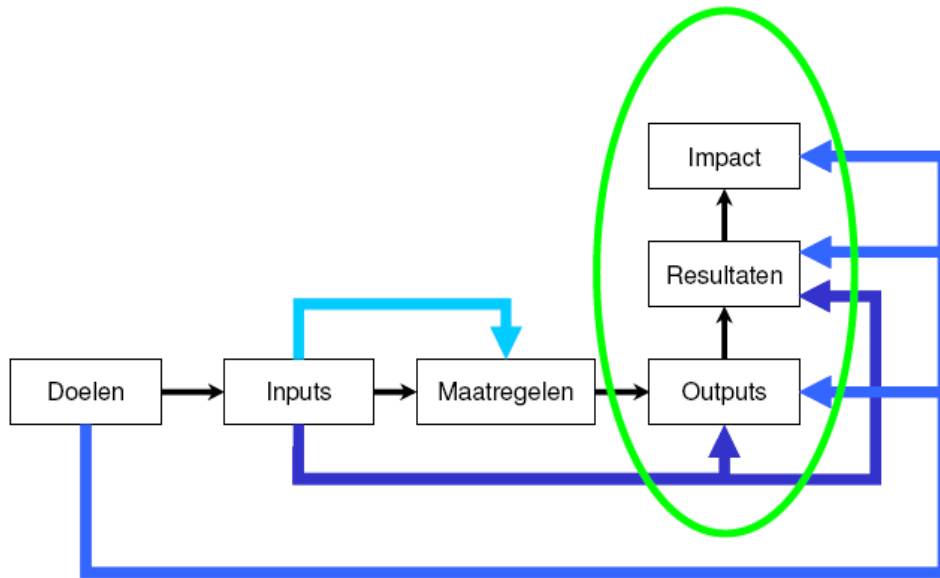 Impact
Resultaten
Doelen
Inputs
Maatregelen
Outputs